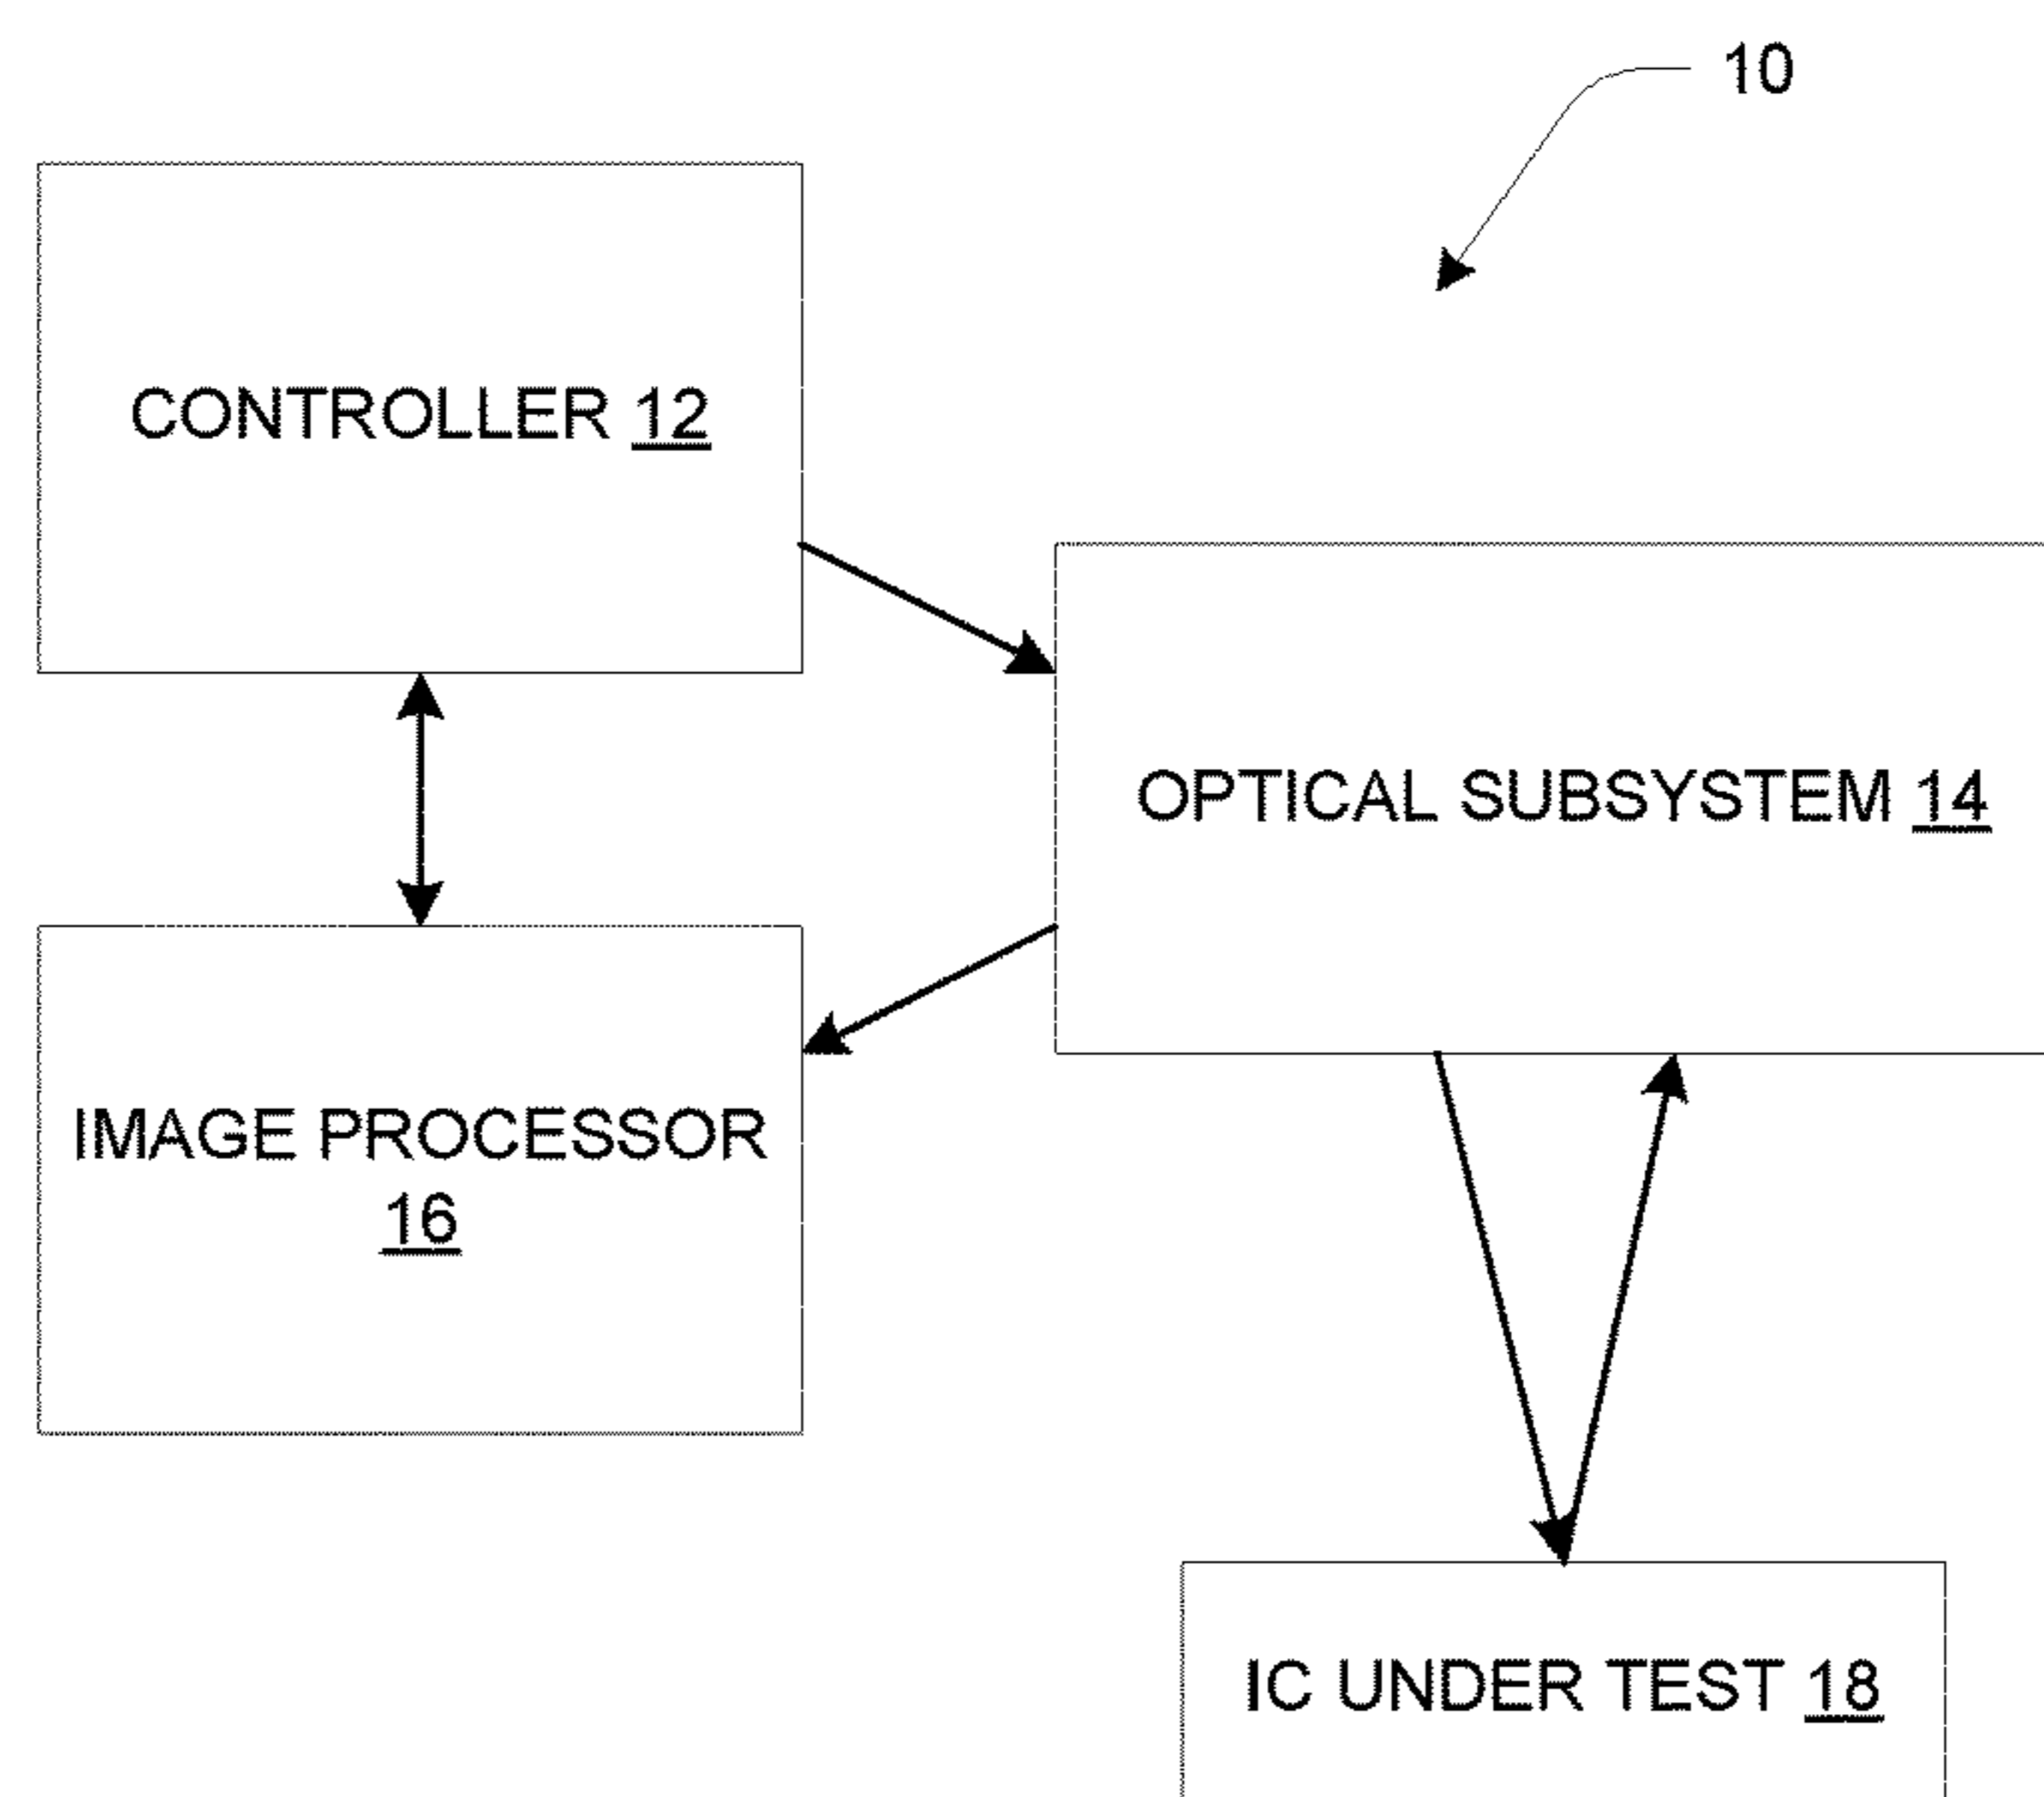 10
CONTROLLER 12
OPTICAL SUBSYSTEM 14
IMAGE PROCESSOR
16
IC UNDER TEST 18